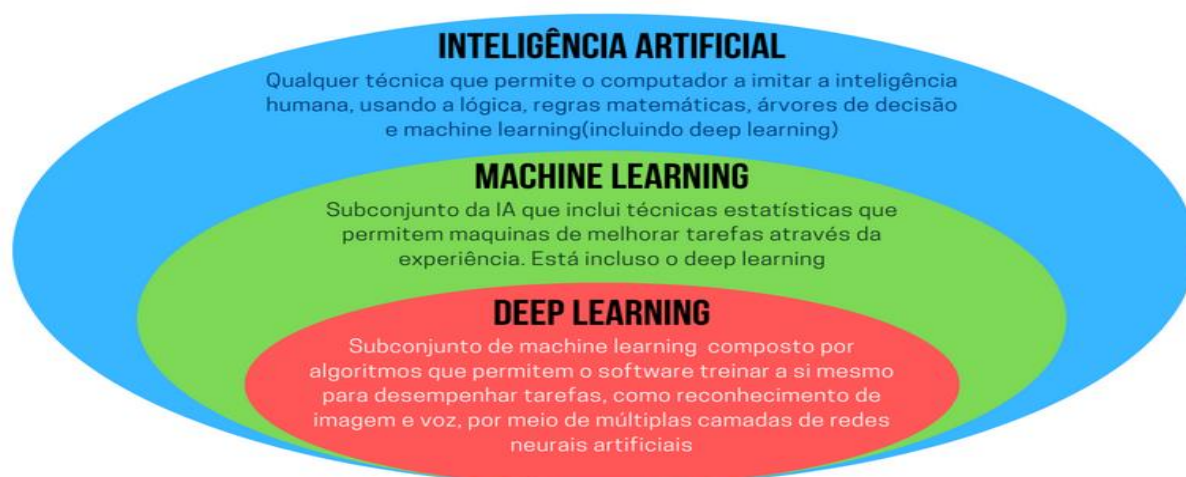 INTELIGÊNCIA ARTIFICIAL
Qualquer técnica que permite o computador a imitar a inteligência
humana, usando a lógica, regras matemáticas, árvores de decisão
e machine learning(incluindo deep learning)
MACHINE LEARNING
Subconjunto da IA que inclui técnicas estatísticas que
permitem maquinas de melhorar tarefas através da
experiência. Está incluso o deep learning
DEEP LEARNING
Subconjunto de machine learning composto por
algoritmos que permitem o software treinar a si mesmo
para desempenhar tarefas, como reconhecimento de
imagem e voz, por meio de múltiplas camadas de redes
neurais artificiais